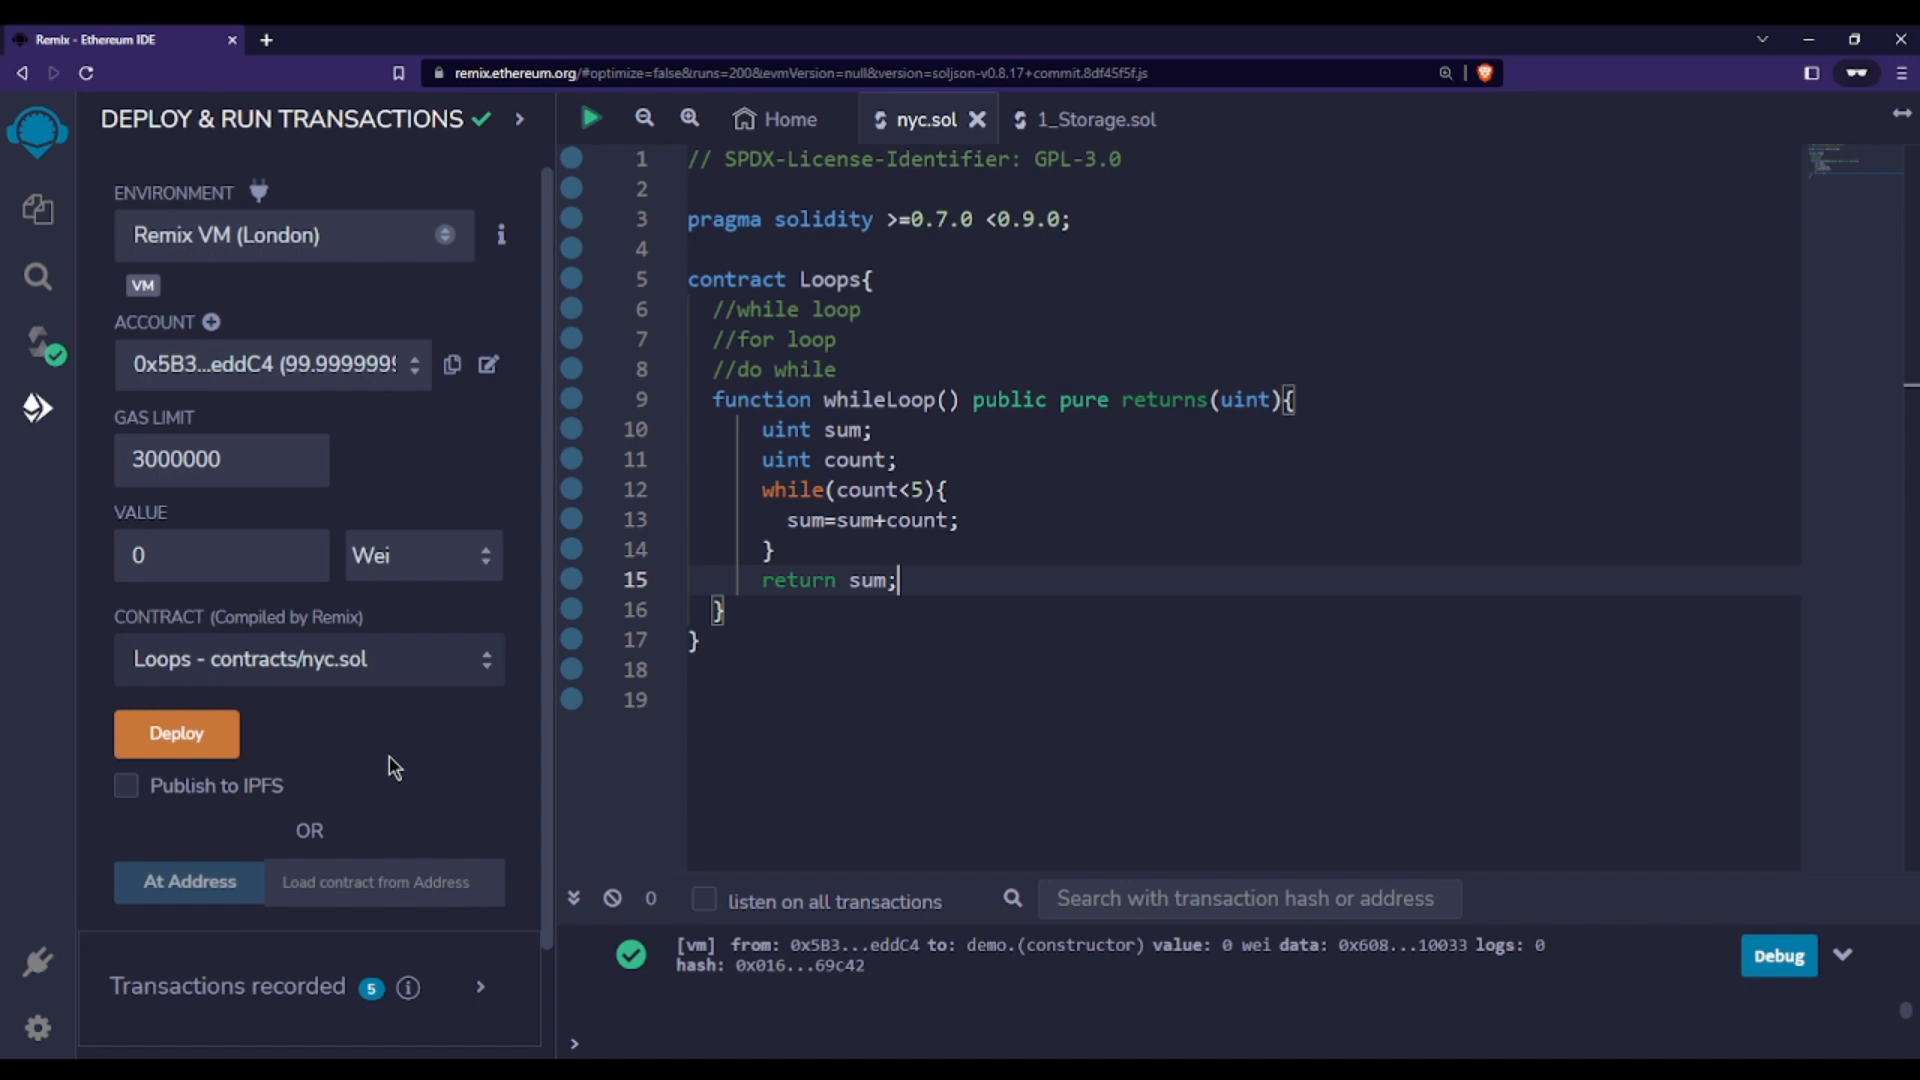 Remix - Ethereum IDE
remix.ethereum.org/#optimize=false&runs=200&evmVersion=null&version=soljson-v0.8.17+commit.8df45f5f.js
DEPLOY & RUN TRANSACTIONS
ENVIRONMENT
Remix VM (London)
VM
ACCOUNT
0x5B3...eddC4 (99.9999999
GAS LIMIT
3000000
VALUE
0
Wei
CONTRACT (Compiled by Remix)
Loops - contracts/nyc.sol
Deploy
Publish to IPFS
OR
At Address
Load contract from Address
Transactions recorded 5
Home
nyc.sol
1_Storage.sol
1 // SPDX-License-Identifier: GPL-3.0
2
3 pragma solidity >=0.7.0 <0.9.0;
4
5 contract Loops{
6 //while loop
7 //for loop
8 //do while
9 function whileLoop() public pure returns(uint){
10 uint sum;
11 uint count;
12 while(count<5){
13 sum=sum+count;
14 }
15 return sum;
16 }
17 }
18
19
0
listen on all transactions
Search with transaction hash or address
[vm] from: 0x5B3...eddC4 to: demo.(constructor) value: 0 wei data: 0x608...10033 logs: 0
hash: 0x016...69c42
Debug
>